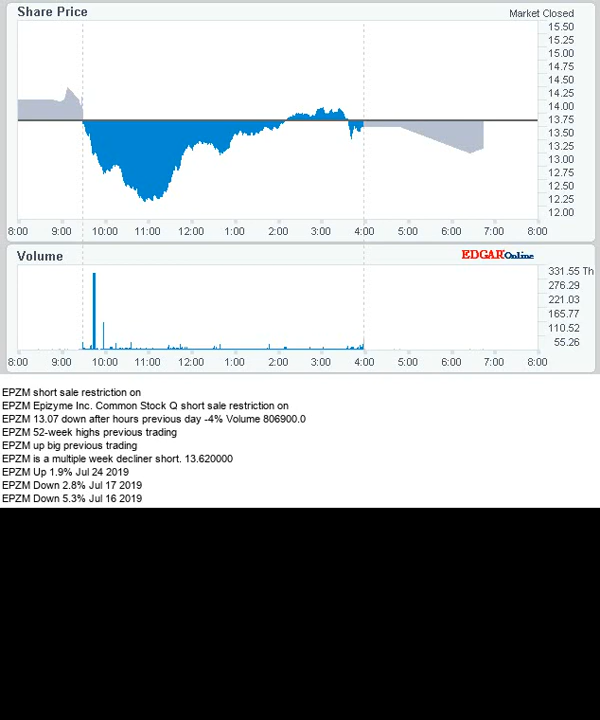 Share Price
Market Closed
15.50
15.25
15.00
14.75
14.50
14.25
14.00
13.75
13.50
13.25
13.00
12.75
12.50
12.25
12.00
8:00 9:00 10:00 11:00 12:00 1:00 2:00 3:00 4:00 5:00 6:00 7:00 8:00
Volume
EDGAR Online
331.55 Th
276.29
221.03
165.77
110.52
55.26
8:00 9:00 10:00 11:00 12:00 1:00 2:00 3:00 4:00 5:00 6:00 7:00 8:00
EPZM short sale restriction on
EPZM Epizyme Inc. Common Stock Q short sale restriction on
EPZM 13.07 down after hours previous day -4% Volume 806900.0
EPZM 52-week highs previous trading
EPZM up big previous trading
EPZM is a multiple week decliner short. 13.620000
EPZM Up 1.9% Jul 24 2019
EPZM Down 2.8% Jul 17 2019
EPZM Down 5.3% Jul 16 2019